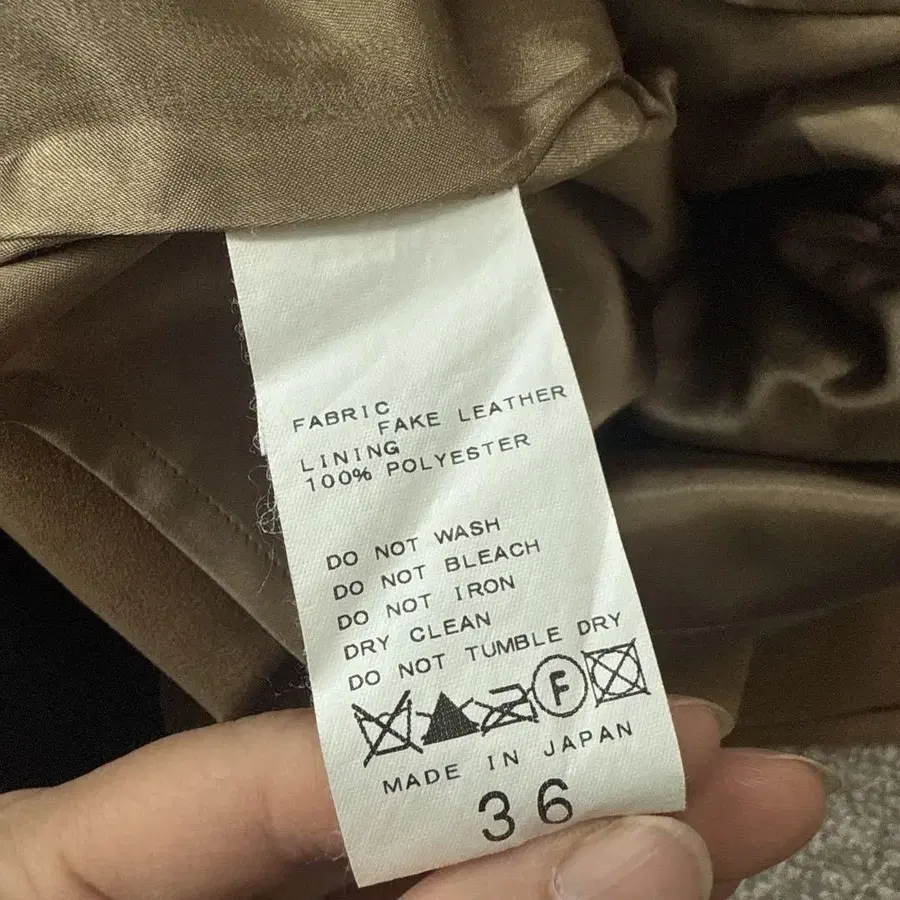 FABRIC
FAKE LEATHER
LINING
100% POLYESTER
DO NOT WASH
DO NOT BLEACH
DO NOT IRON
DRY CLEAN
DO NOT TUMBLE DRY
F
MADE IN JAPAN
36